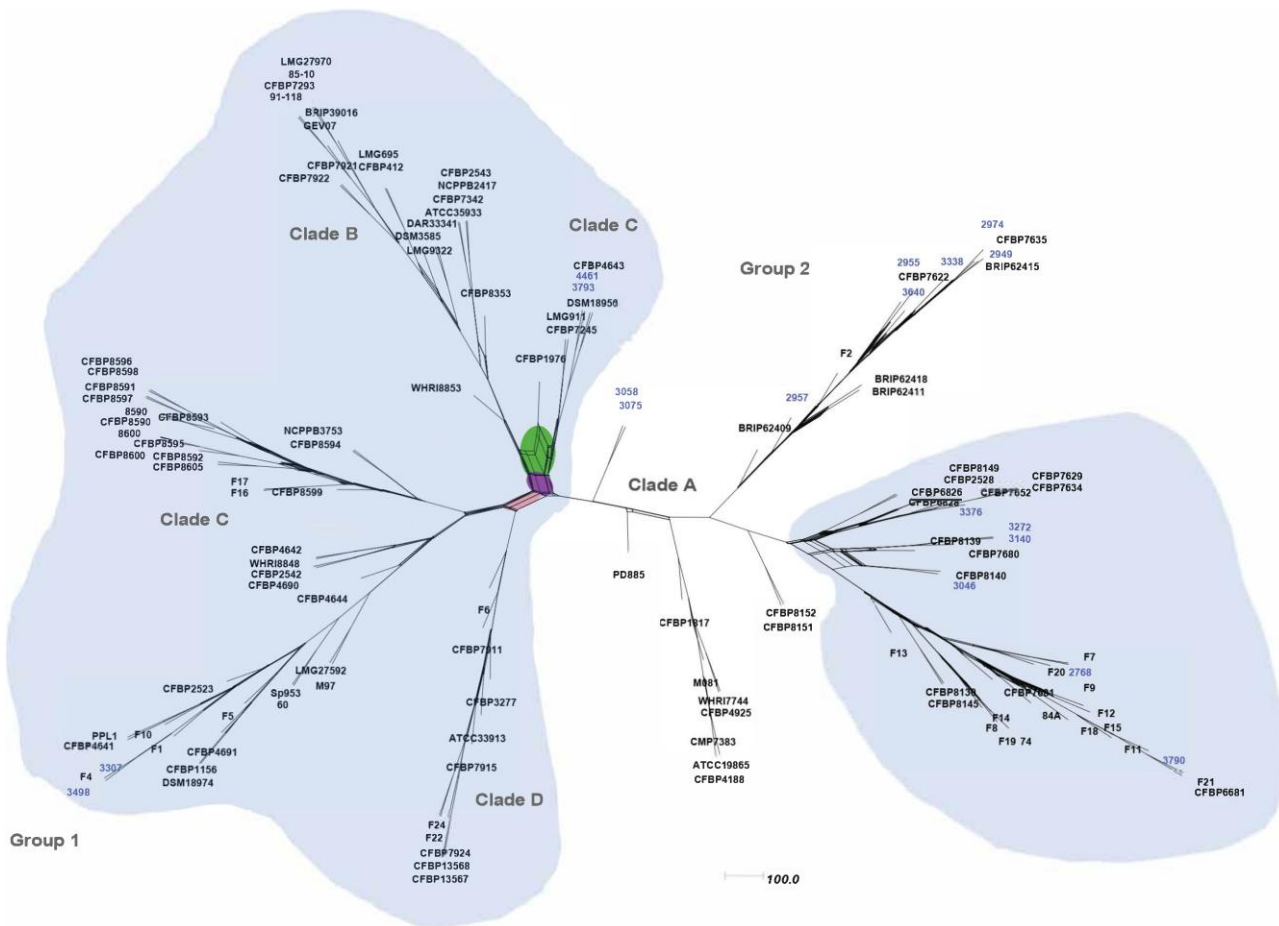 LMG27970
85-10
CFBP7293
91-118
BRIP39016
GEV07
LMG695
CFBP7921 CFBP412
CFBP7922
CFBP2543
NCPPB2417
CFBP7342
ATCC35933
DAR33341
DSM3585
LMG9322
Clade B
Clade C
CFBP4643
4461
3793
DSM18956
LMG911
CFBP7245
CFBP8353
CFBP1976
WHRI8853
2974
CFBP7635
2949
BRIP62415
2955
3338
CFBP7622
3640
Group 2
F2
BRIP62418
BRIP62411
2957
BRIP62409
3058
3075
Clade A
CFBP8596
CFBP8598
CFBP8591
CFBP8597
8590
CFBP8593
CFBP8590
8600
CFBP8595
CFBP8600
CFBP8592
CFBP8605
NCPPB3753
CFBP8594
F17
F16
CFBP8599
Clade C
CFBP4642
WHRI8848
CFBP2542
CFBP4690
CFBP4644
CFBP8149
CFBP2528
CFBP7629
CFBP6826
CFBP7652
CFBP7634
3376
3272
CFBP8139
3140
CFBP7680
CFBP8140
3046
PD885
CFBP8152
CFBP8151
F6
CFBP1817
CFBP7911
F13
F7
F20 2768
LMG27592
M97
CFBP2523
Sp953
60
F5
CFBP3277
M081
WHRI7744
CFBP4925
CFBP8145
F9
F12
F14
84A
F8
F18
F15
F19 74
F11
PPL1
F10
CFBP4641
F1
CFBP4691
ATCC33913
CMP7383
3307
CFBP1156
CFBP7915
ATCC19865
3790
F4
DSM18974
CFBP4188
F21
3498
CFBP6681
Clade D
F24
F22
Group 1
CFBP7924
CFBP13568
CFBP13567
100.0